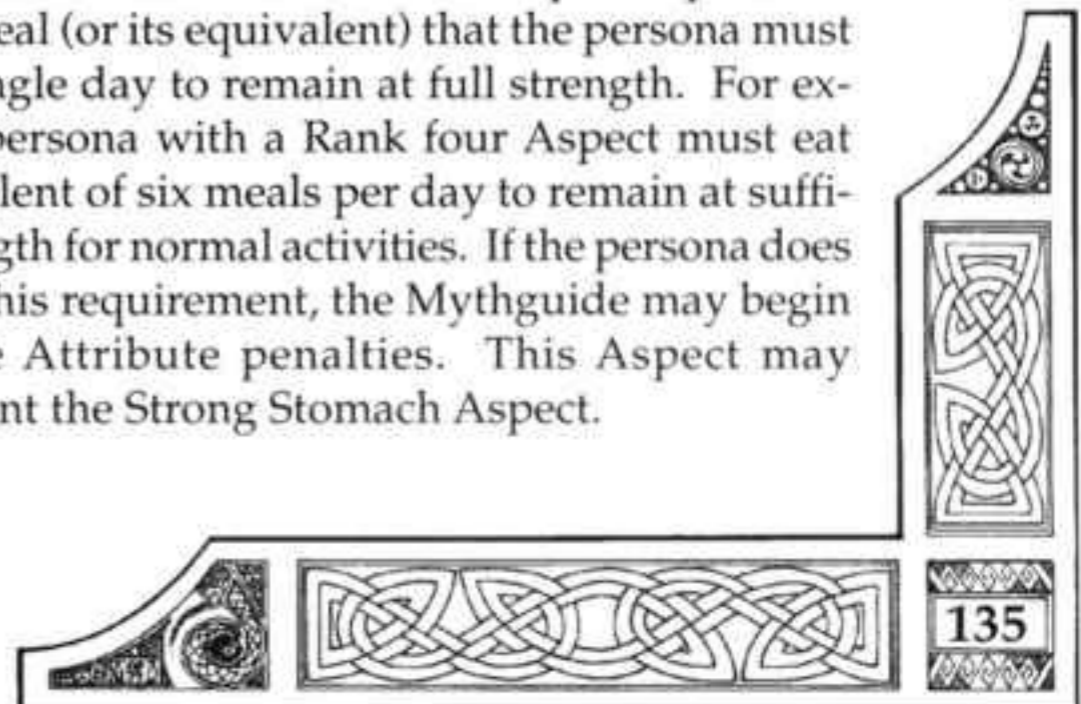 eal (or its equivalent) that the persona must
ngle day to remain at full strength. For ex-
persona with a Rank four Aspect must eat
lent of six meals per day to remain at suffi-
gth for normal activities. If the persona does
his requirement, the Mythguide may begin
e Attribute penalties. This Aspect may
nt the Strong Stomach Aspect.
135